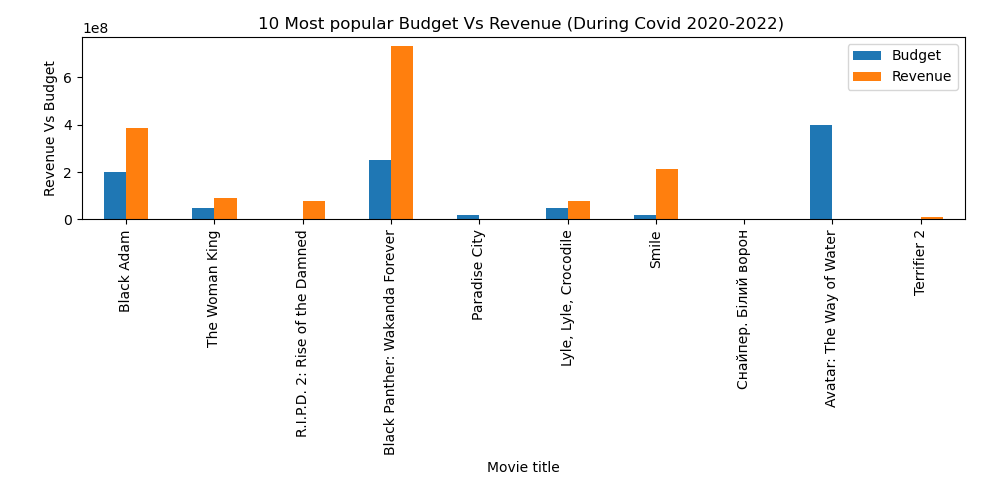 10 Most popular Budget Vs Revenue (During Covid 2020-2022)
1e8
Revenue Vs Budget
6
4
2
0
Budget
Revenue
Black Adam
The Woman King
R.I.P.D. 2: Rise of the Damned
Black Panther: Wakanda Forever
Paradise City
Lyle, Lyle, Crocodile
Smile
Снайпер. Білий ворон
Avatar: The Way of Water
Terrifier 2
Movie title